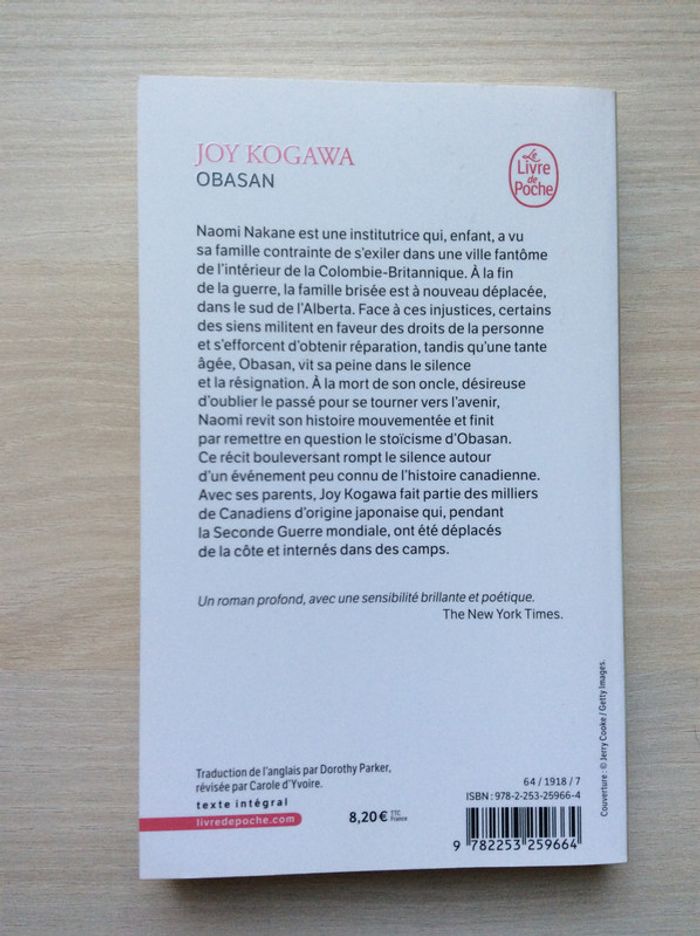 JOY KOGAWA
OBASAN
Le
Livre
de
Poche
Naomi Nakane est une institutrice qui, enfant, a vu
sa famille contrainte de s'exiler dans une ville fantôme
de l'intérieur de la Colombie-Britannique. À la fin
de la guerre, la famille brisée est à nouveau déplacée,
dans le sud de l'Alberta. Face à ces injustices, certains
des siens militent en faveur des droits de la personne
et s'efforcent d'obtenir réparation, tandis qu'une tante
âgée, Obasan, vit sa peine dans le silence
et la résignation. À la mort de son oncle, désireuse
d'oublier le passé pour se tourner vers l'avenir,
Naomi revit son histoire mouvementée et finit
par remettre en question le stoïcisme d'Obasan.
Ce récit bouleversant rompt le silence autour
d'un événement peu connu de l'histoire canadienne.
Avec ses parents, Joy Kogawa fait partie des milliers
de Canadiens d'origine japonaise qui, pendant
la Seconde Guerre mondiale, ont été déplacés
de la côte et internés dans des camps.
Un roman profond, avec une sensibilité brillante et poétique.
The New York Times.
Couverture : © Jerry Cooke / Getty Images.
Traduction de l'anglais par Dorothy Parker,
révisée par Carole d'Yvoire.
texte intégral
livredepoche.com
8,20 € TTC
France
64 / 1918 / 7
ISBN : 978-2-253-25966-4
9 782253 259664